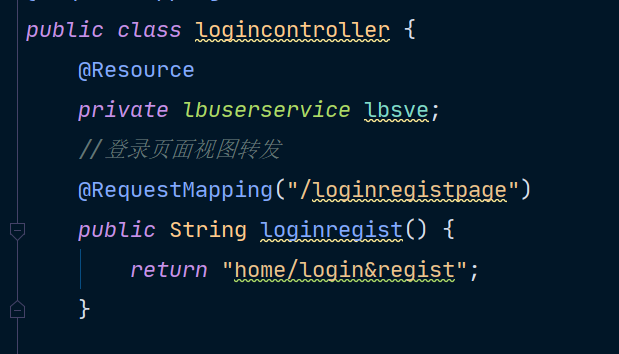 public class logincontroller {
@Resource
private lbuserservice lbsve;
//登录页面视图转发
@RequestMapping("/loginregistpage")
public String loginregist() {
return "home/login&regist";
}